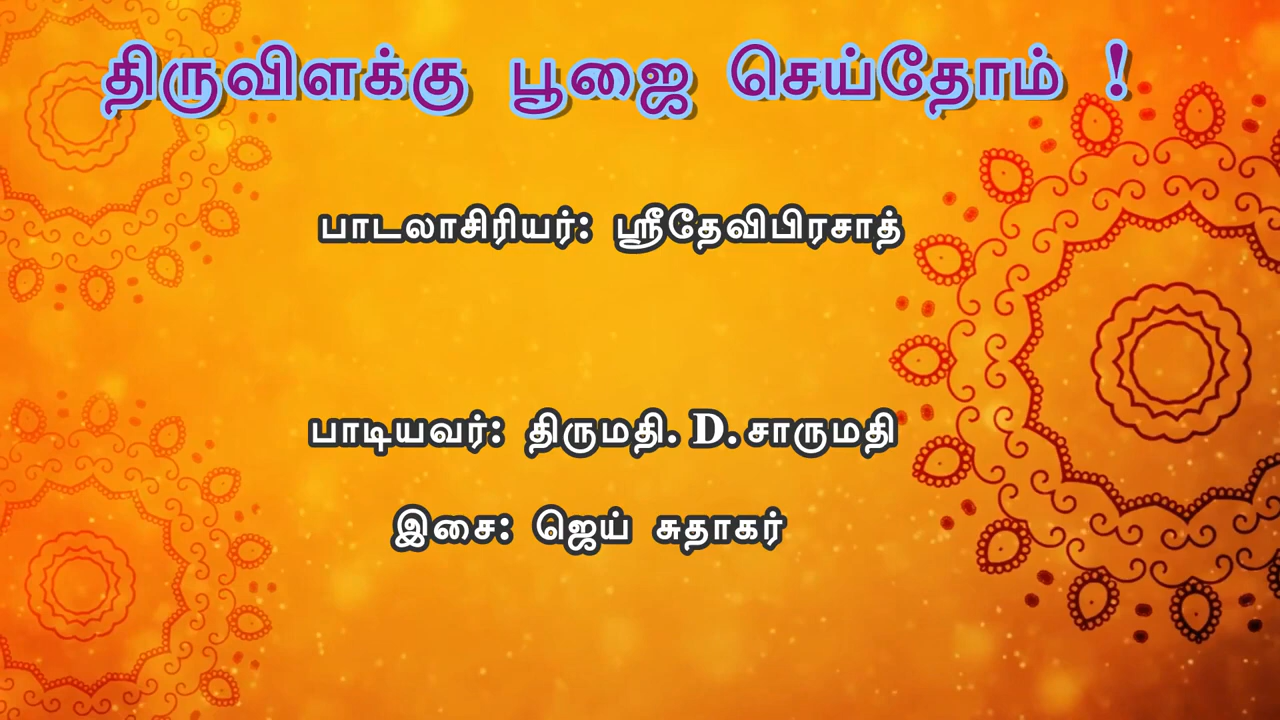 திருவிளக்கு பூஜை செய்தோம் !
பாடலாசிரியர்: ஸ்ரீதேவிபிரசாத்
பாடியவர்: திருமதி. D.சாருமதி
இசை: ஜெய் சுதாகர்